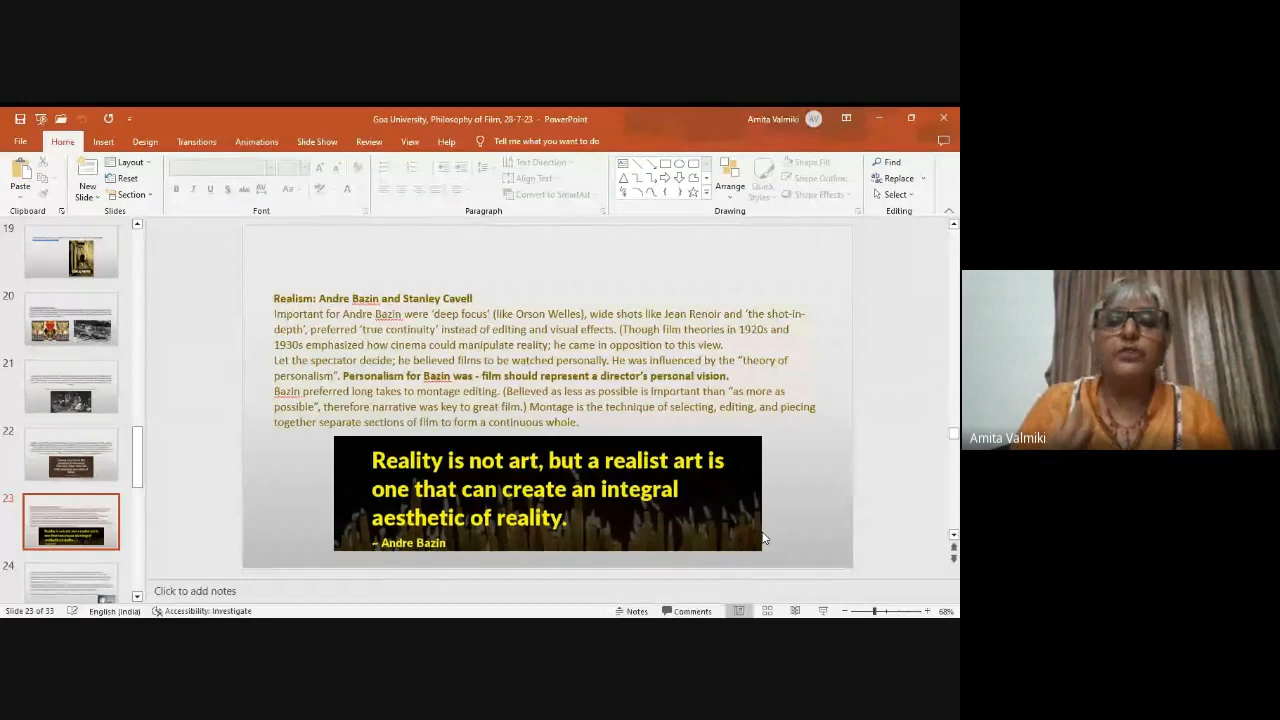 Goa University, Philosophy of Film, 28-7-23 - PowerPoint
Amita Valmiki
AV
File Home Insert Design Transitions Animations Slide Show Review View Help Tell me what you want to do
Paste
New Slide
Layout
Reset
Section
Text Direction
Align Text
Convert to SmartArt
Arrange
Quick Styles
Shape Fill
Shape Outline
Shape Effects
Find
Replace
Select
Clipboard Slides Font Paragraph Drawing Editing
19
20
21
22
23
24
Realism: Andre Bazin and Stanley Cavell
Important for Andre Bazin were 'deep focus' (like Orson Welles), wide shots like Jean Renoir and 'the shot-in-
depth', preferred 'true continuity' instead of editing and visual effects. (Though film theories in 1920s and
1930s emphasized how cinema could manipulate reality; he came in opposition to this view.
Let the spectator decide; he believed films to be watched personally. He was influenced by the "theory of
personalism". Personalism for Bazin was - film should represent a director's personal vision.
Bazin preferred long takes to montage editing. (Believed as less as possible is important than "as more as
possible", therefore narrative was key to great film.) Montage is the technique of selecting, editing, and piecing
together separate sections of film to form a continuous whole.
Reality is not art, but a realist art is
one that can create an integral
aesthetic of reality.
~ Andre Bazin
Click to add notes
Slide 23 of 33 English (India) Accessibility: Investigate Notes Comments 68%
Amita Valmiki